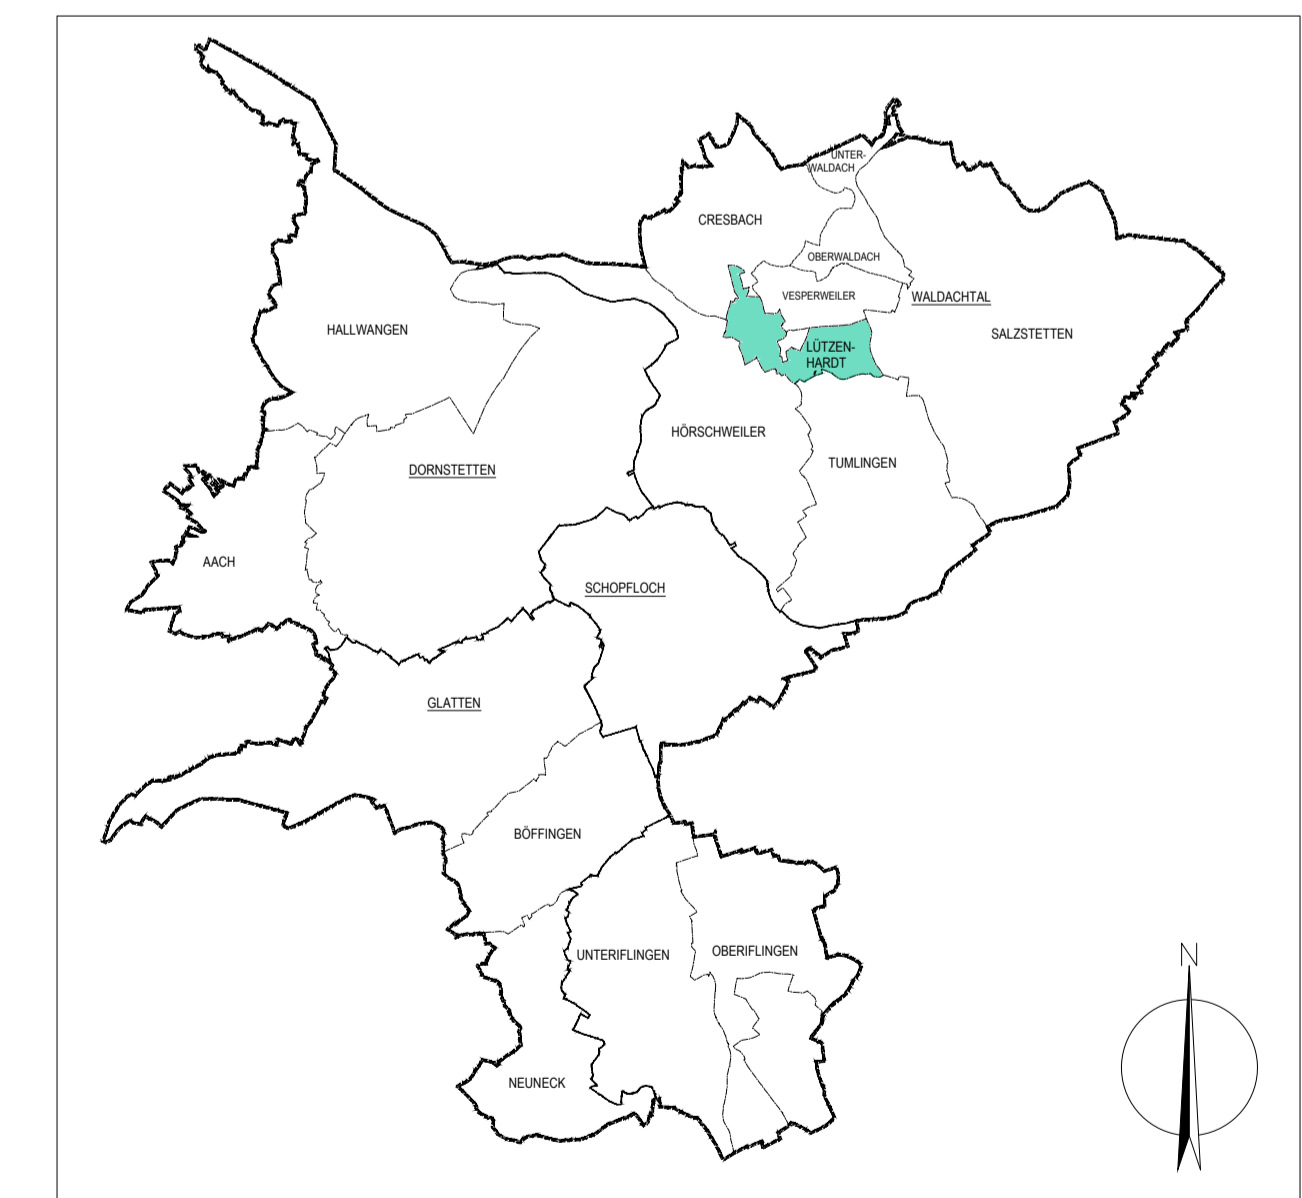 UNTER-
WALDACH
CRESBACH
OBERWALDACH
VESPERWEILER
WALDACHTAL
HALLWANGEN
SALZSTETTEN
LÜTZEN-
HARDT
HÖRSCHWEILER
TUMLINGEN
DORNSTETTEN
AACH
SCHOPFLOCH
GLATTEN
BÖFFINGEN
UNTERIFLINGEN
OBERIFLINGEN
N
NEUNECK